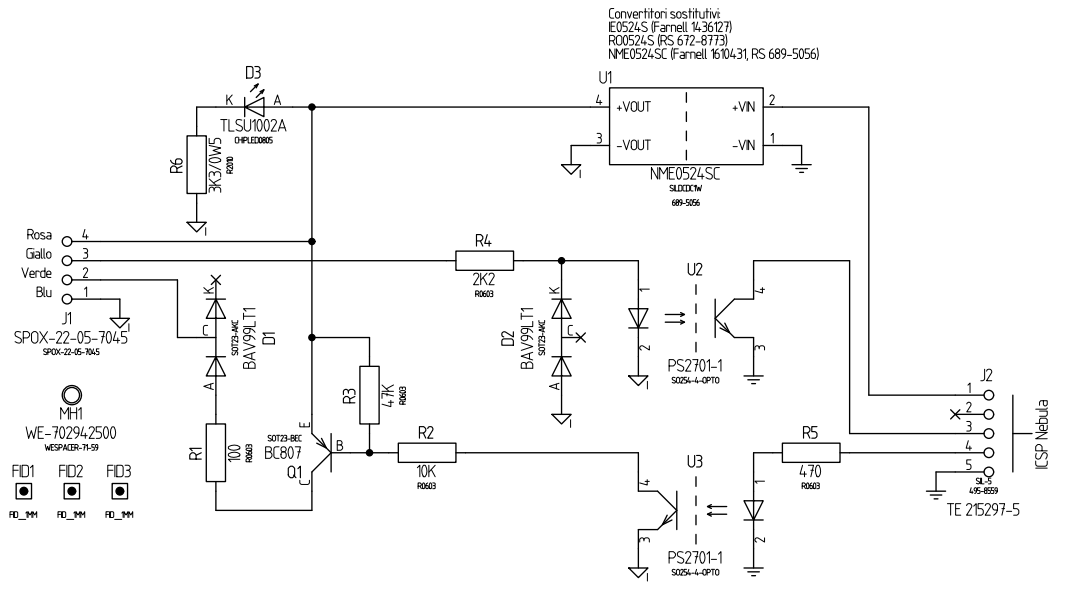 Convertitori sostitutivi:
IE0524S (Farnell 1436127)
RO0524S (RS 672-8773)
NME0524SC (Farnell 1610431, RS 689-5056)
U1
4 +VOUT +VIN 2
3 -VOUT -VIN 1
NME0524SC
SILDCDC1W
689-5056
D3
K A
TLSU1002A
CHIPLED0805
R6
3K3/0W5
R2010
I
I
Rosa 4
Giallo 3
Verde 2
Blu 1
J1
SPOX-22-05-7045
SPOX-22-05-7045
I
K
C
A
SOT23-AKC
BAV99LT1
D1
R1
100
R0603
MH1
WE-702942500
WESPACER-71-59
FID1 FID2 FID3
FID_1MM FID_1MM FID_1MM
R3
47K
R0603
SOT23-BEC
BC807
Q1
E
B
C
R2
10K
R0603
R4
2K2
R0603
D2
SOT23-AKC
BAV99LT1
K
C
A
I
U2
1
2
4
3
I
PS2701-1
SO254-4-OPTO
U3
4
3
1
2
I
PS2701-1
SO254-4-OPTO
R5
470
R0603
J2
1
2
3
4
5
SIL-5
495-8559
TE 215297-5
ICSP Nebula